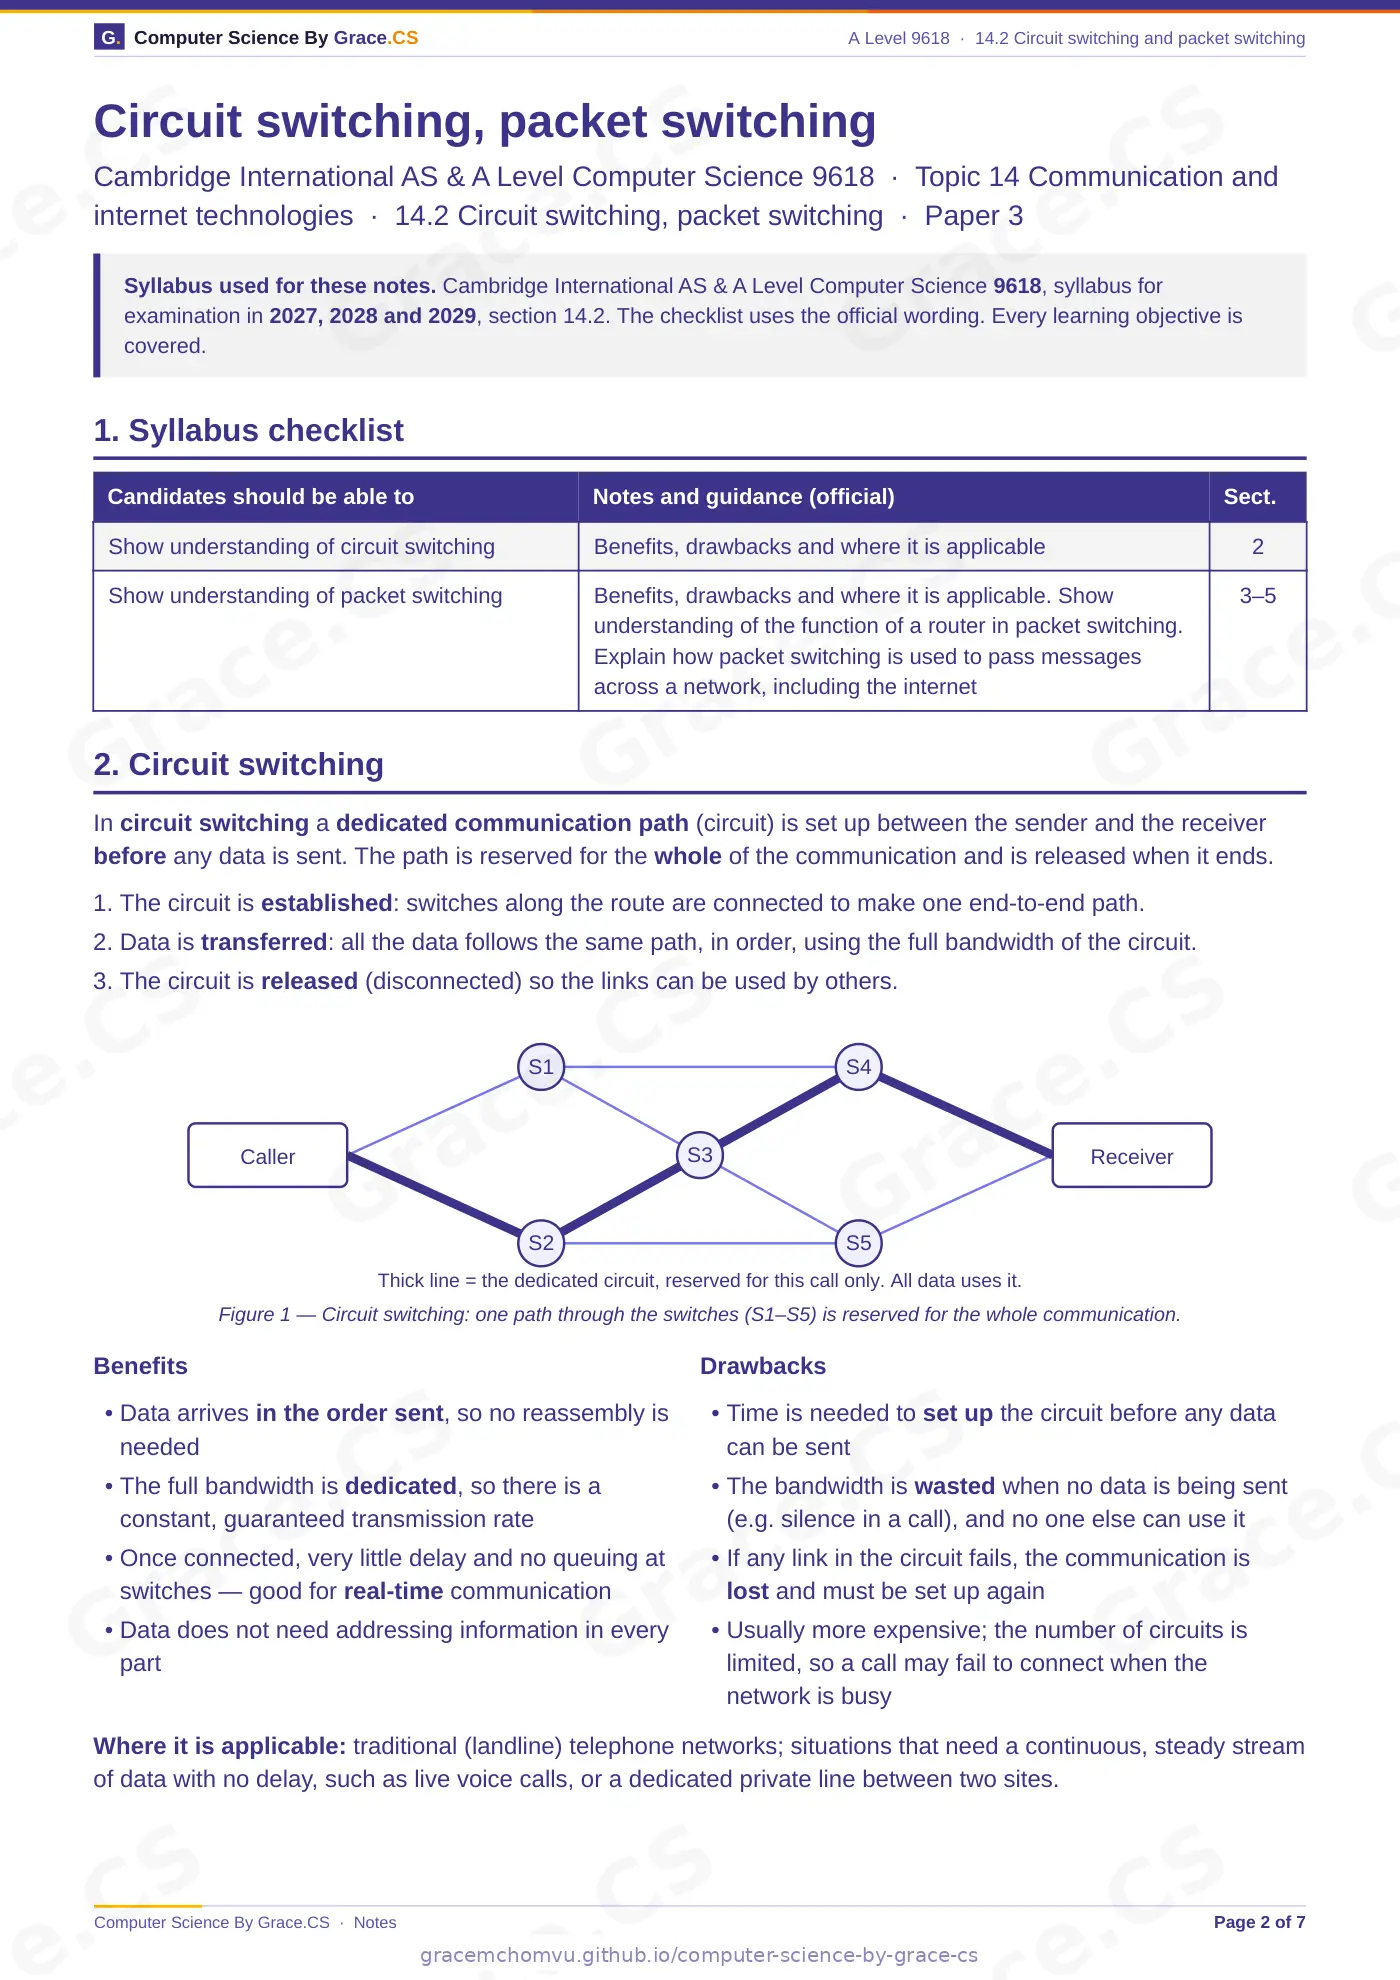 G. Computer Science By Grace.CS
A Level 9618 · 14.2 Circuit switching and packet switching
Circuit switching, packet switching
Cambridge International AS & A Level Computer Science 9618 · Topic 14 Communication and
internet technologies · 14.2 Circuit switching, packet switching · Paper 3
Syllabus used for these notes. Cambridge International AS & A Level Computer Science 9618, syllabus for
examination in 2027, 2028 and 2029, section 14.2. The checklist uses the official wording. Every learning objective is
covered.
1. Syllabus checklist
Candidates should be able to
Notes and guidance (official)
Sect.
Show understanding of circuit switching
Benefits, drawbacks and where it is applicable
2
Show understanding of packet switching
Benefits, drawbacks and where it is applicable. Show
understanding of the function of a router in packet switching.
Explain how packet switching is used to pass messages
across a network, including the internet
3–5
2. Circuit switching
In circuit switching a dedicated communication path (circuit) is set up between the sender and the receiver
before any data is sent. The path is reserved for the whole of the communication and is released when it ends.
1. The circuit is established: switches along the route are connected to make one end-to-end path.
2. Data is transferred: all the data follows the same path, in order, using the full bandwidth of the circuit.
3. The circuit is released (disconnected) so the links can be used by others.
S1
S4
Caller
S3
Receiver
S2
S5
Thick line = the dedicated circuit, reserved for this call only. All data uses it.
Figure 1 — Circuit switching: one path through the switches (S1–S5) is reserved for the whole communication.
Benefits
• Data arrives in the order sent, so no reassembly is
needed
• The full bandwidth is dedicated, so there is a
constant, guaranteed transmission rate
• Once connected, very little delay and no queuing at
switches — good for real-time communication
• Data does not need addressing information in every
part
Drawbacks
• Time is needed to set up the circuit before any data
can be sent
• The bandwidth is wasted when no data is being sent
(e.g. silence in a call), and no one else can use it
• If any link in the circuit fails, the communication is
lost and must be set up again
• Usually more expensive; the number of circuits is
limited, so a call may fail to connect when the
network is busy
Where it is applicable: traditional (landline) telephone networks; situations that need a continuous, steady stream
of data with no delay, such as live voice calls, or a dedicated private line between two sites.
Computer Science By Grace.CS · Notes
Page 2 of 7
gracemchomvu.github.io/computer-science-by-grace-cs